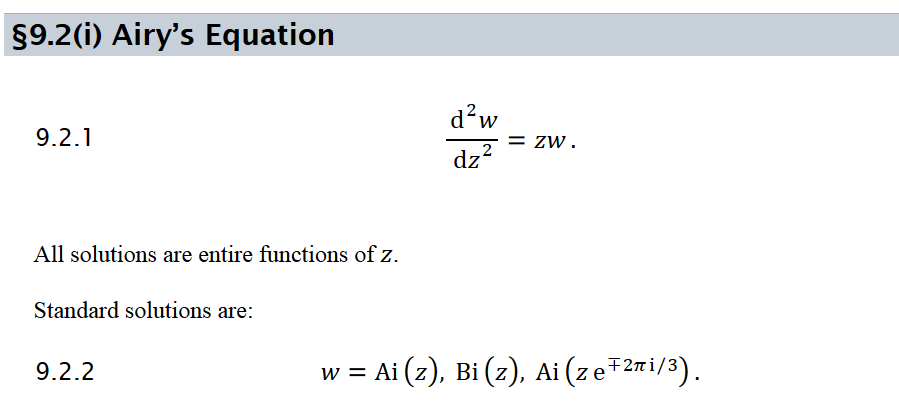 §9.2(i) Airy’s Equation
9.2.1 d²w/dz² = zw .
All solutions are entire functions of z.
Standard solutions are:
9.2.2 w = Ai (z), Bi (z), Ai (z e^{∓2πi/3}) .